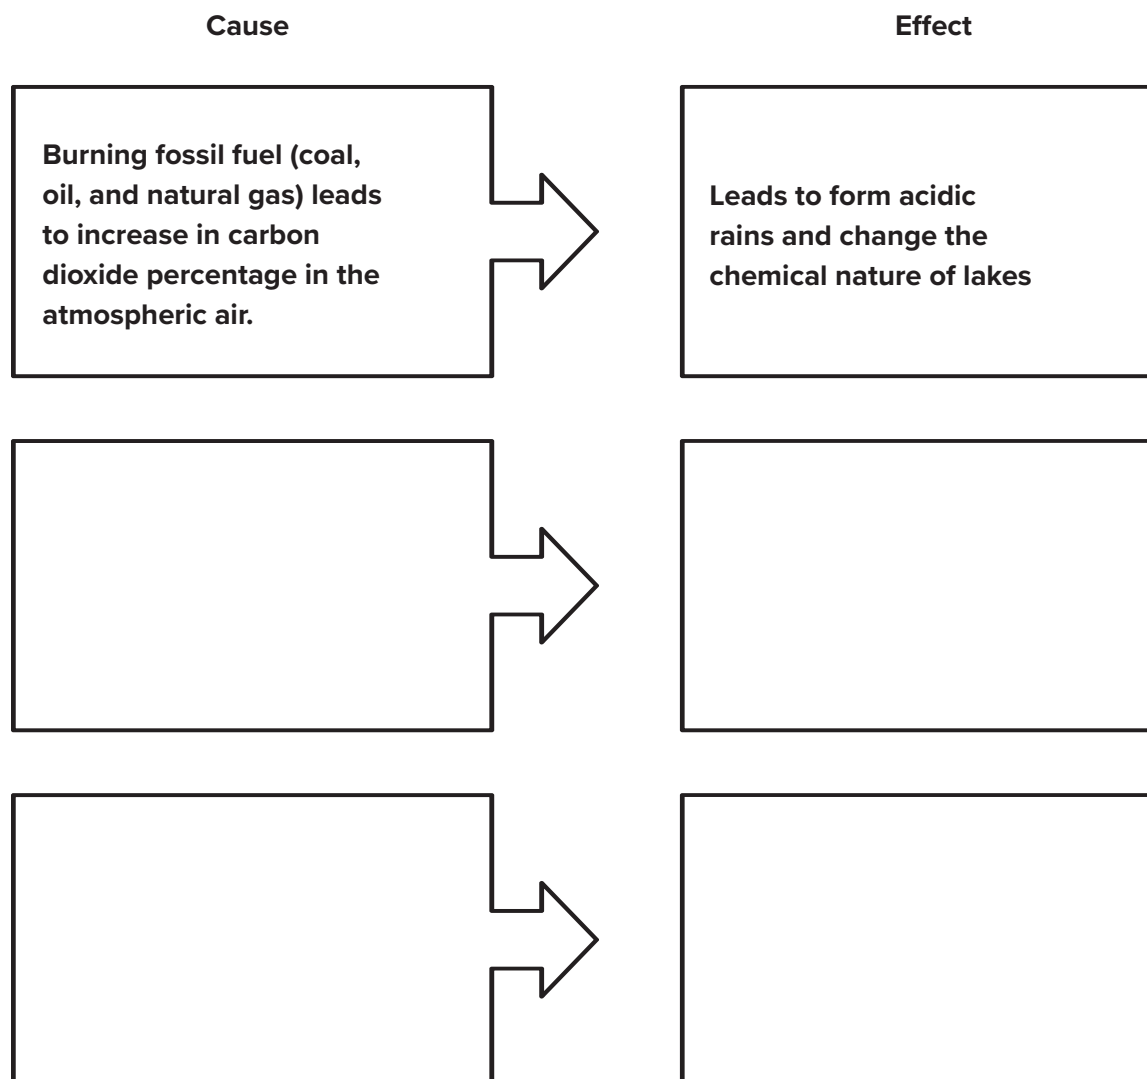 Cause
Effect
Burning fossil fuel (coal,
oil, and natural gas) leads
to increase in carbon
dioxide percentage in the
atmospheric air.
Leads to form acidic
rains and change the
chemical nature of lakes